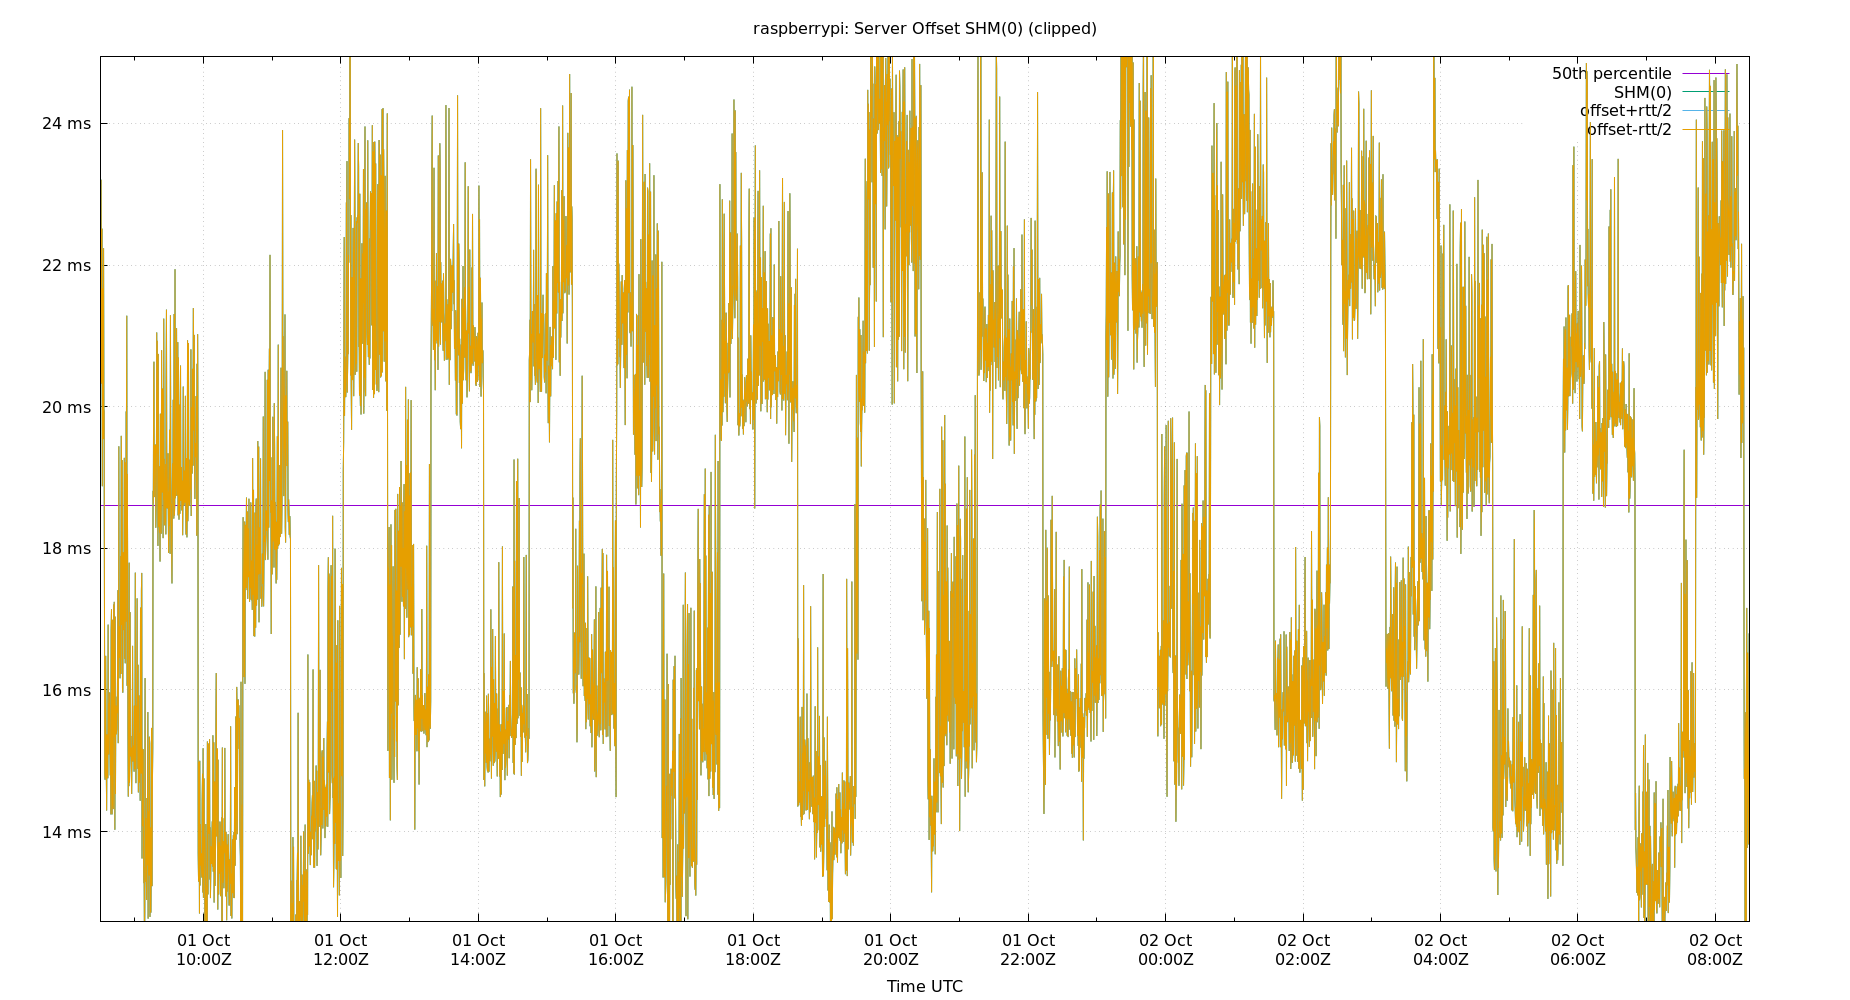 raspberrypi: Server Offset SHM(0) (clipped)
50th percentile
SHM(0)
offset+rtt/2
offset-rtt/2
24 ms
22 ms
20 ms
18 ms
16 ms
14 ms
01 Oct 01 Oct 01 Oct 01 Oct 01 Oct 01 Oct 01 Oct 02 Oct 02 Oct 02 Oct 02 Oct 02 Oct
10:00Z 12:00Z 14:00Z 16:00Z 18:00Z 20:00Z 22:00Z 00:00Z 02:00Z 04:00Z 06:00Z 08:00Z
Time UTC